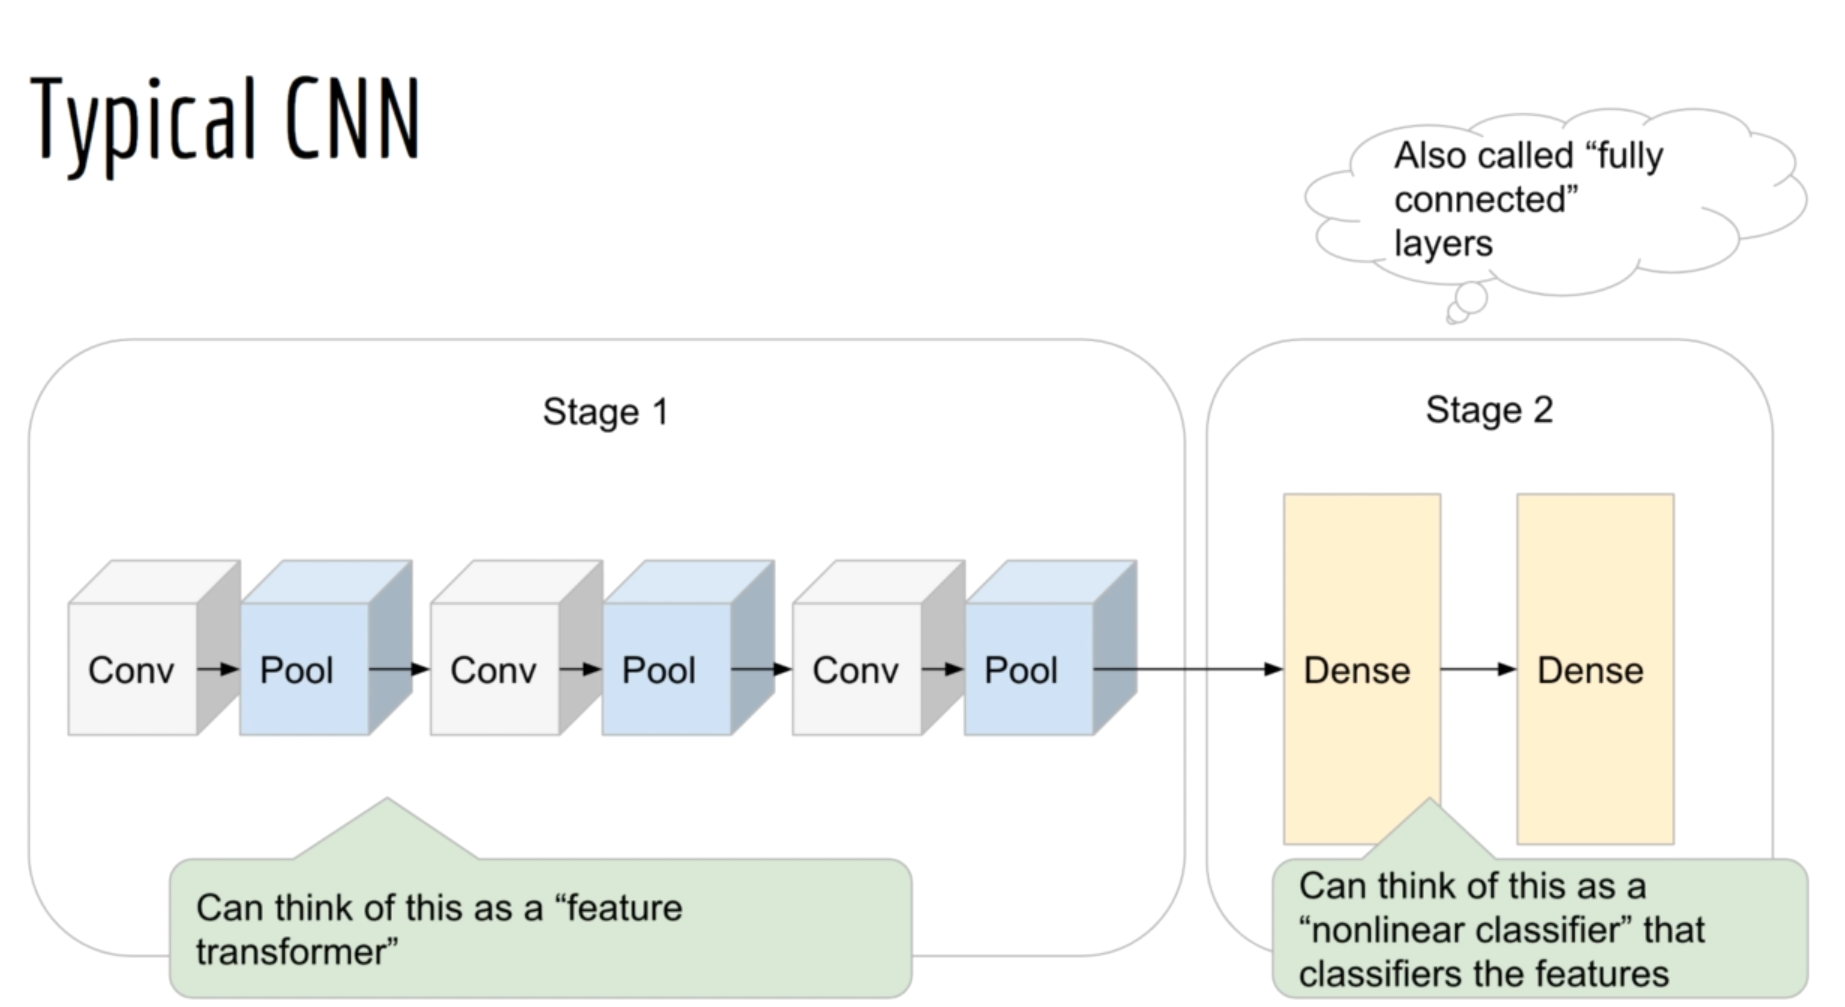 Typical CNN
Also called “fully
connected”
layers
Stage 1
Stage 2
Conv
Pool
Conv
Pool
Conv
Pool
Dense
Dense
Can think of this as a “feature
transformer”
Can think of this as a
“nonlinear classifier” that
classifiers the features